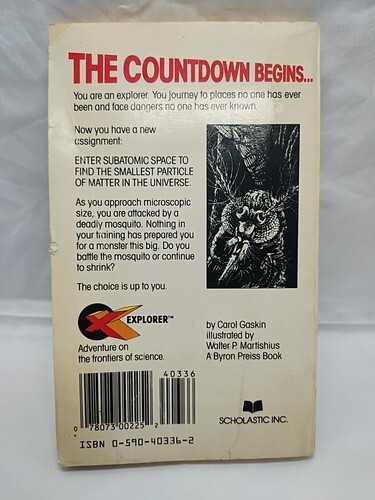 THE COUNTDOWN BEGINS...
You are an explorer. You journey to places no one has ever
been and face dangers no one has ever known.
Now you have a new
assignment:
ENTER SUBATOMIC SPACE TO
FIND THE SMALLEST PARTICLE
OF MATTER IN THE UNIVERSE.
As you approach microscopic
size, you are attacked by a
deadly mosquito. Nothing in
your training has prepared you
for a monster this big. Do you
battle the mosquito or continue
to shrink?
The choice is up to you.
X EXPLORER™
Adventure on
the frontiers of science.
by Carol Gaskin
illustrated by
Walter P. Martishius
A Byron Preiss Book
40336
0 78073 00225 2
ISBN 0-590-40336-2
SCHOLASTIC INC.